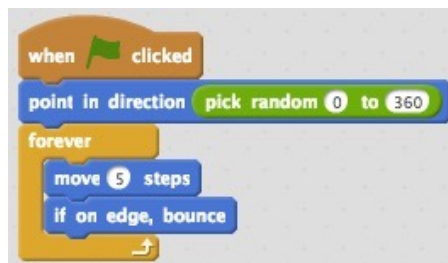 when clicked
point in direction pick random 0 to 360
forever
move 5 steps
if on edge, bounce